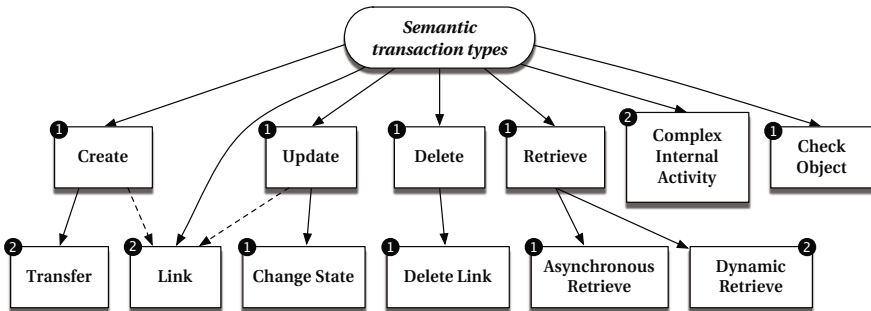 Semantic
transaction types
1
Create
1
Update
1
Delete
1
Retrieve
2
Complex
Internal
Activity
1
Check
Object
2
Transfer
2
Link
1
Change State
1
Delete Link
1
Asynchronous
Retrieve
2
Dynamic
Retrieve